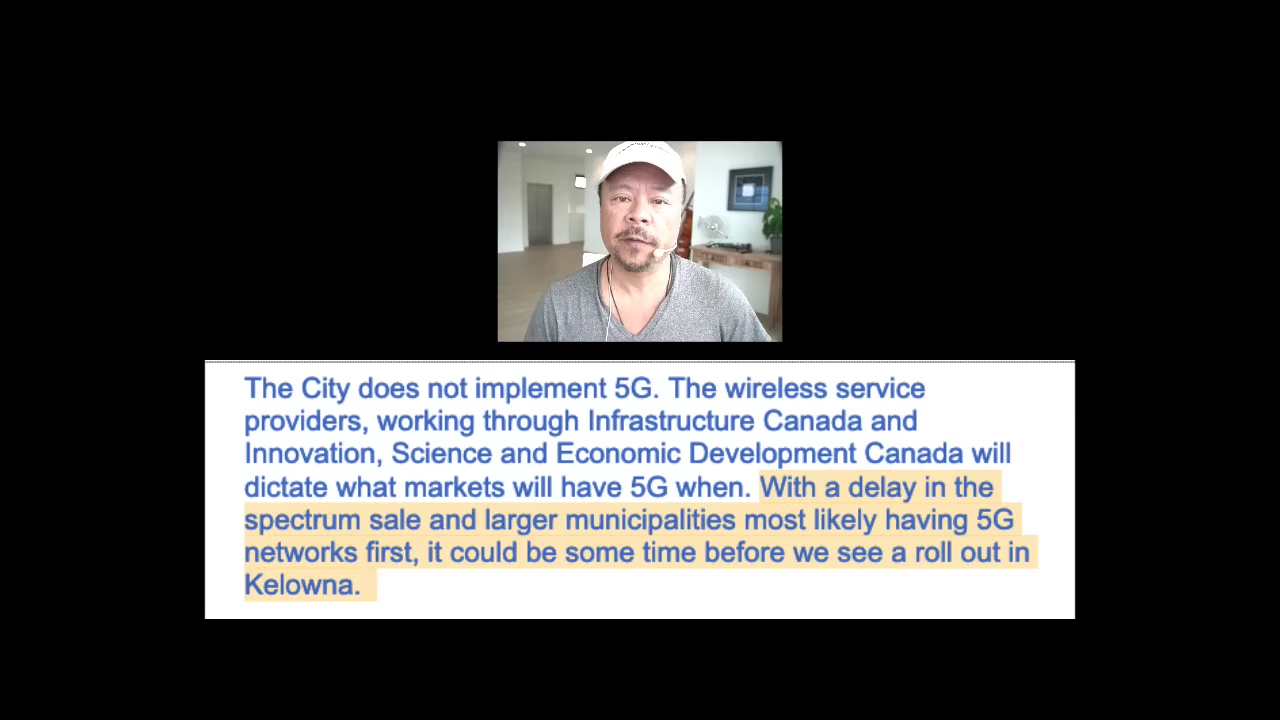 The City does not implement 5G. The wireless service
providers, working through Infrastructure Canada and
Innovation, Science and Economic Development Canada will
dictate what markets will have 5G when. With a delay in the
spectrum sale and larger municipalities most likely having 5G
networks first, it could be some time before we see a roll out in
Kelowna.